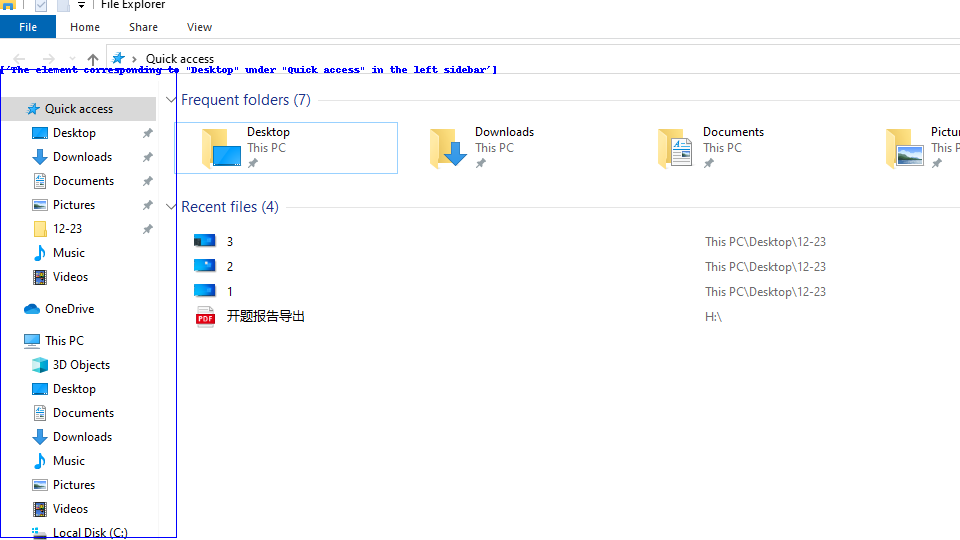 File Explorer
File Home Share View
Quick access
['The element corresponding to "Desktop" under "Quick access" in the left sidebar']
Quick access
Desktop
Downloads
Documents
Pictures
12-23
Music
Videos
OneDrive
This PC
3D Objects
Desktop
Documents
Downloads
Music
Pictures
Videos
Local Disk (C:)
Frequent folders (7)
Desktop
This PC
Downloads
This PC
Documents
This PC
Pictu
This P
Recent files (4)
3 This PC\Desktop\12-23
2 This PC\Desktop\12-23
1 This PC\Desktop\12-23
PDF 开题报告导出 H:\